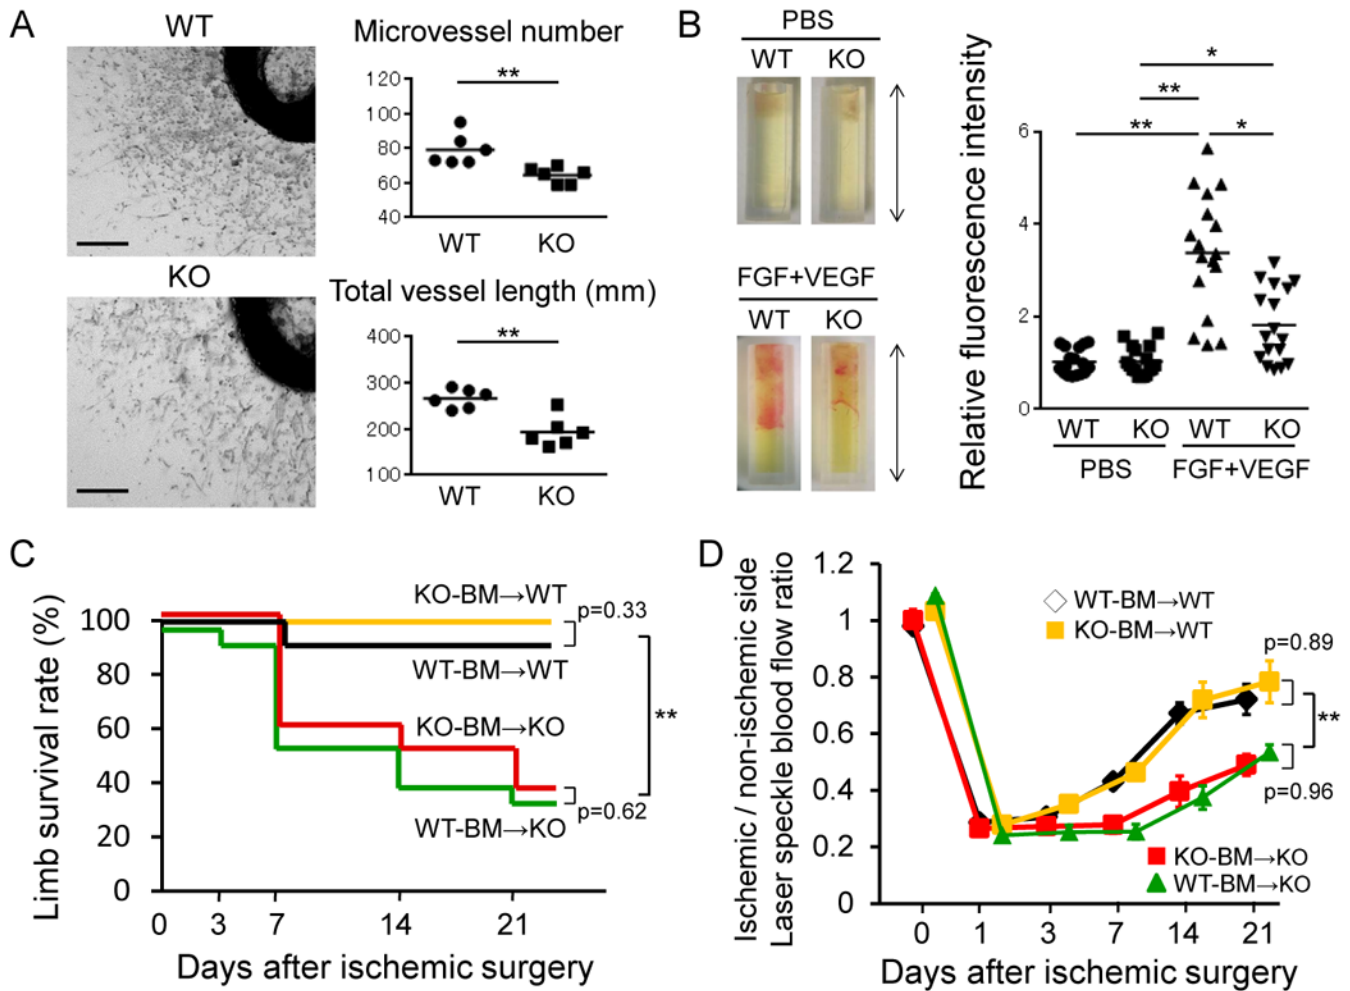 A
WT
KO
Microvessel number
**
120
100
80
60
40
WT KO
Total vessel length (mm)
**
400
300
200
100
WT KO
B
PBS
WT KO
FGF+VEGF
WT KO
Relative fluorescence intensity
*
**
** *
6
4
2
0
WT KO WT KO
PBS FGF+VEGF
C
Limb survival rate (%)
100
80
60
40
20
0
KO-BM→WT
p=0.33
WT-BM→WT
KO-BM→KO
**
p=0.62
WT-BM→KO
0 3 7 14 21
Days after ischemic surgery
D
Ischemic / non-ischemic side
Laser speckle blood flow ratio
1.2
1
0.8
0.6
0.4
0.2
0
WT-BM→WT
KO-BM→WT
p=0.89
**
p=0.96
KO-BM→KO
WT-BM→KO
0 1 3 7 14 21
Days after ischemic surgery